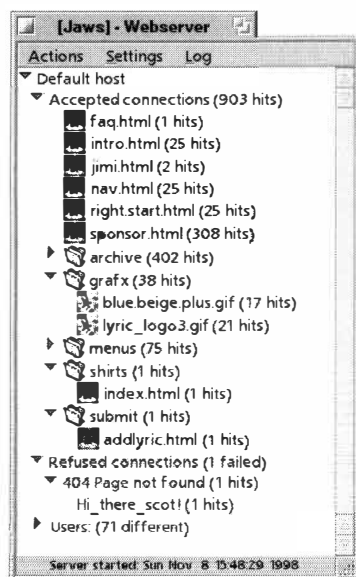 [Jaws] - Webserver
Actions Settings Log
Default host
Accepted connections (903 hits)
faq.html (1 hits)
intro.html (25 hits)
jimi.html (2 hits)
nav.html (25 hits)
right.start.html (25 hits)
sponsor.html (308 hits)
archive (402 hits)
grafx (38 hits)
blue.beige.plus.gif (17 hits)
lyric_logo3.gif (21 hits)
menus (75 hits)
shirts (1 hits)
index.html (1 hits)
submit (1 hits)
addlyric.html (1 hits)
Refused connections (1 failed)
404 Page not found (1 hits)
Hi_there_scot! (1 hits)
Users: (71 different)
Server started: Sun Nov 8 15:48:29 1998